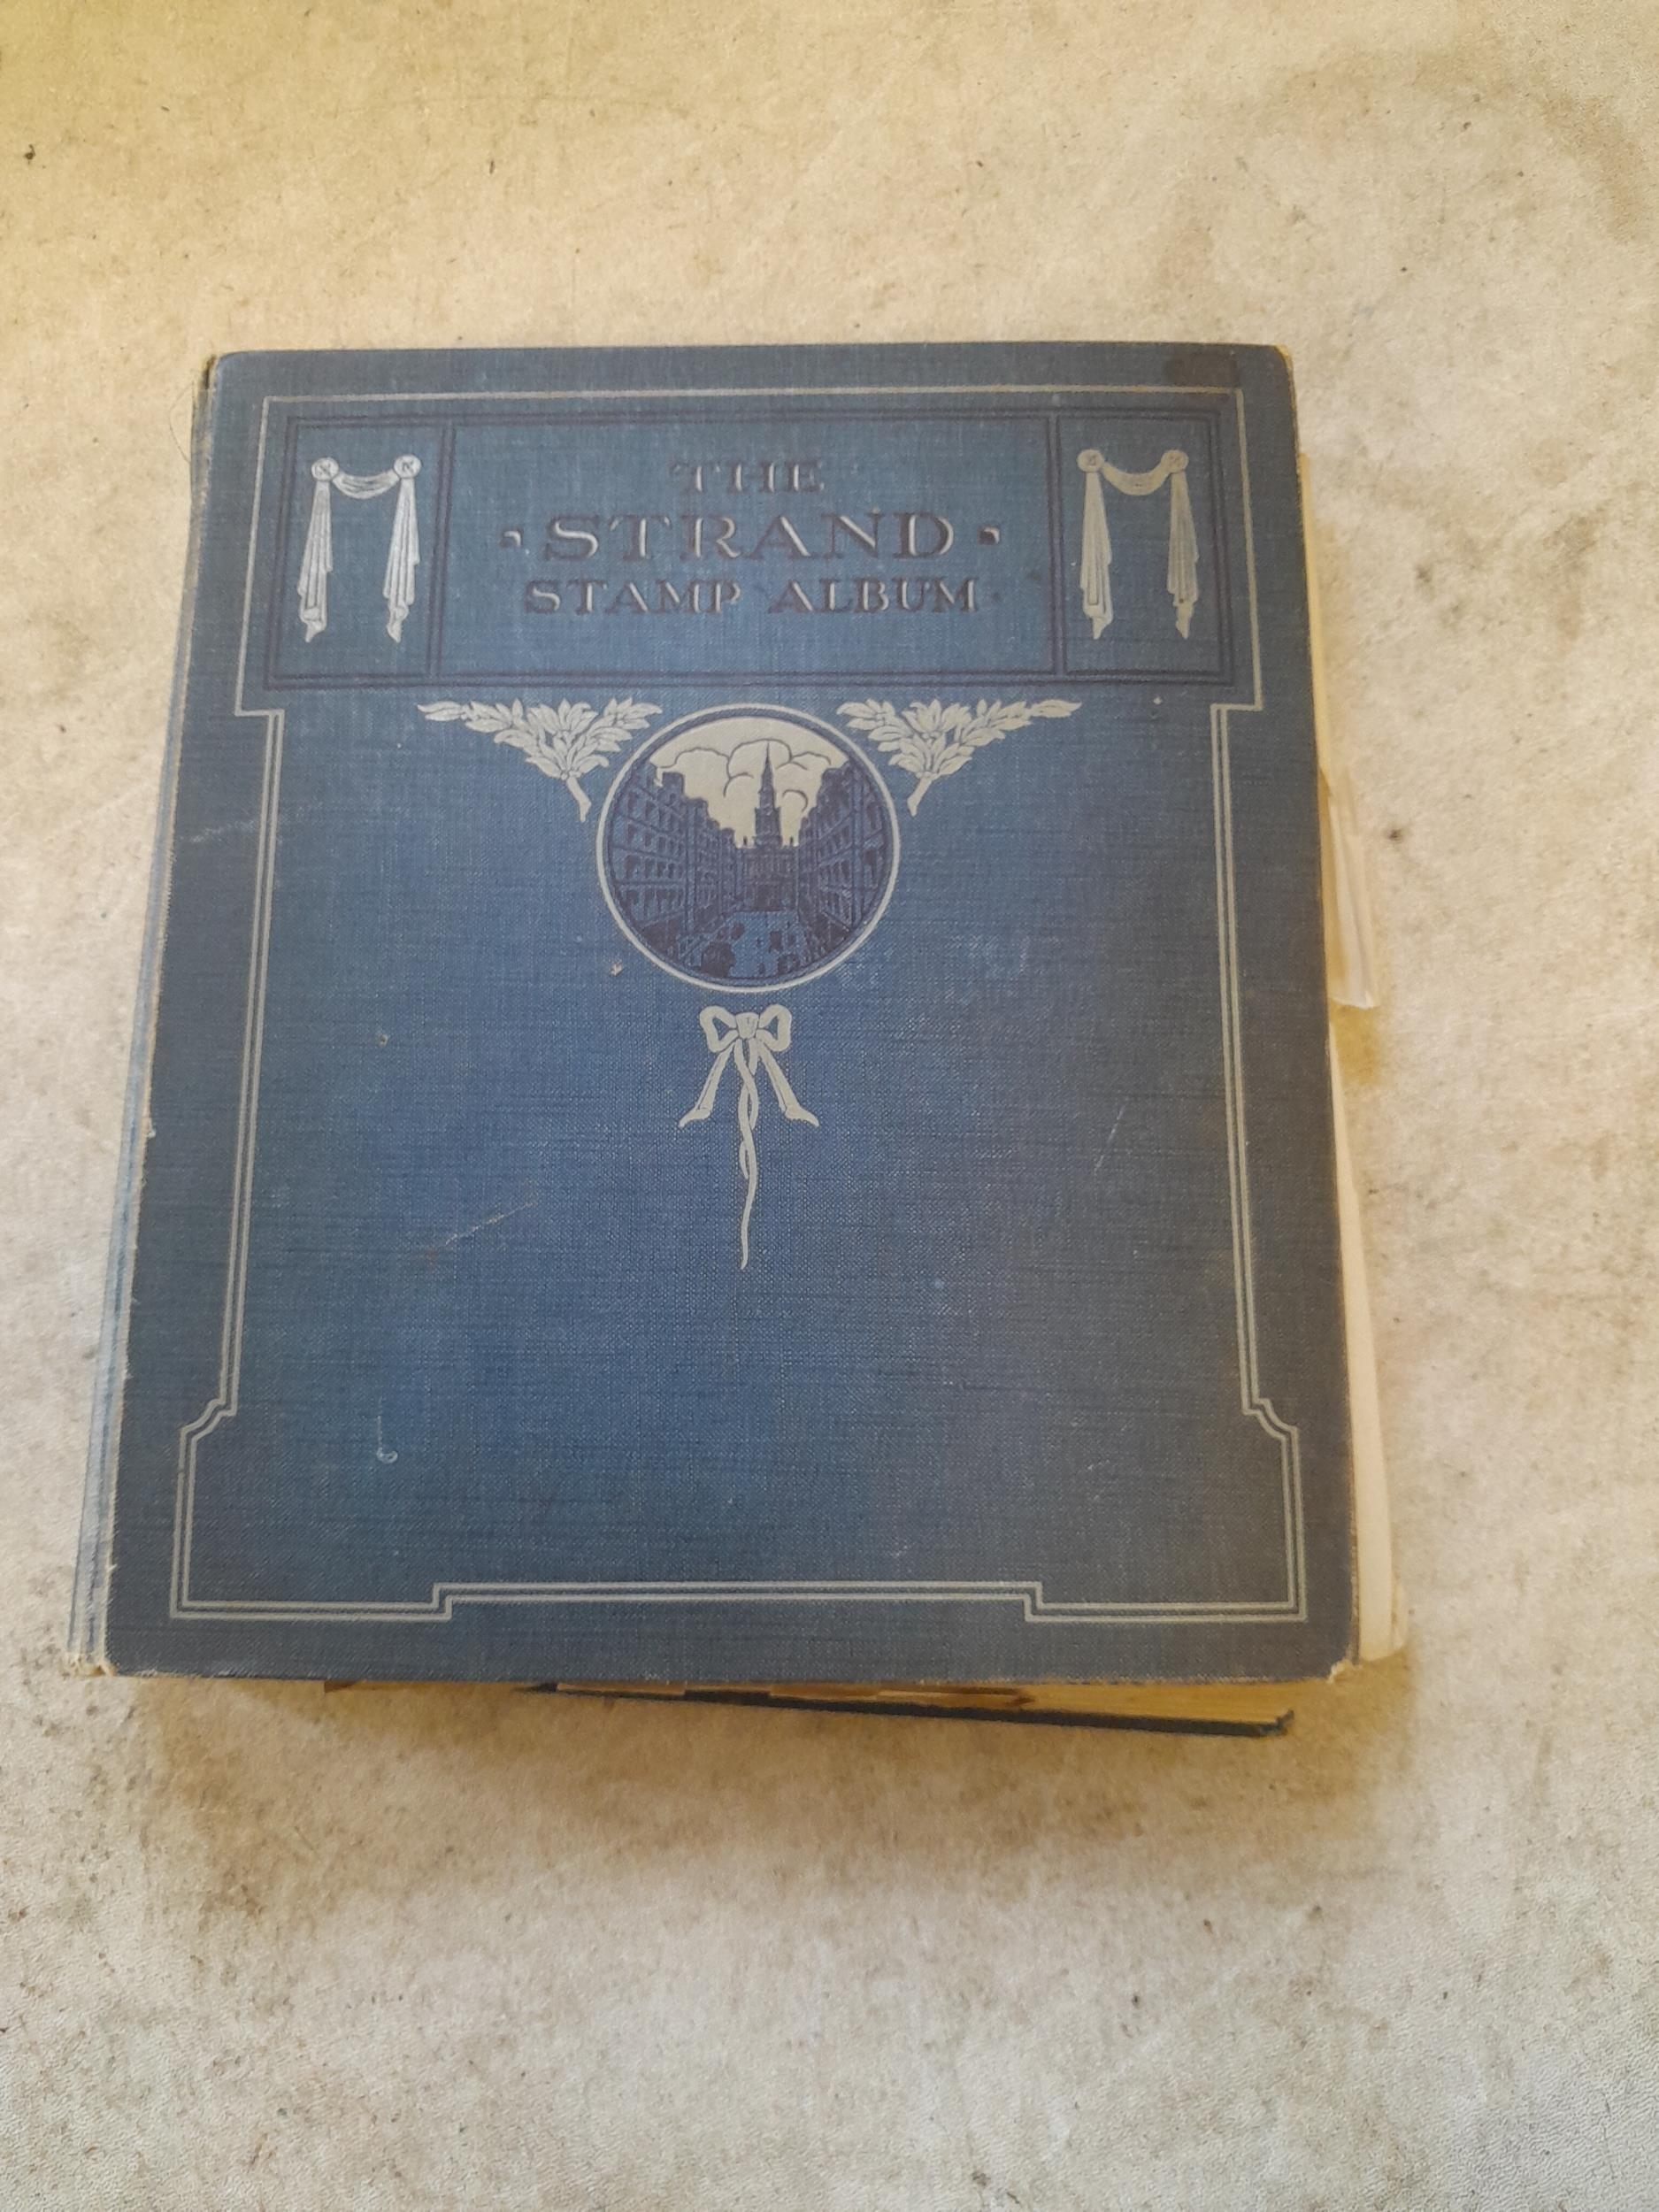 THE
· STRAND ·
STAMP ALBUM